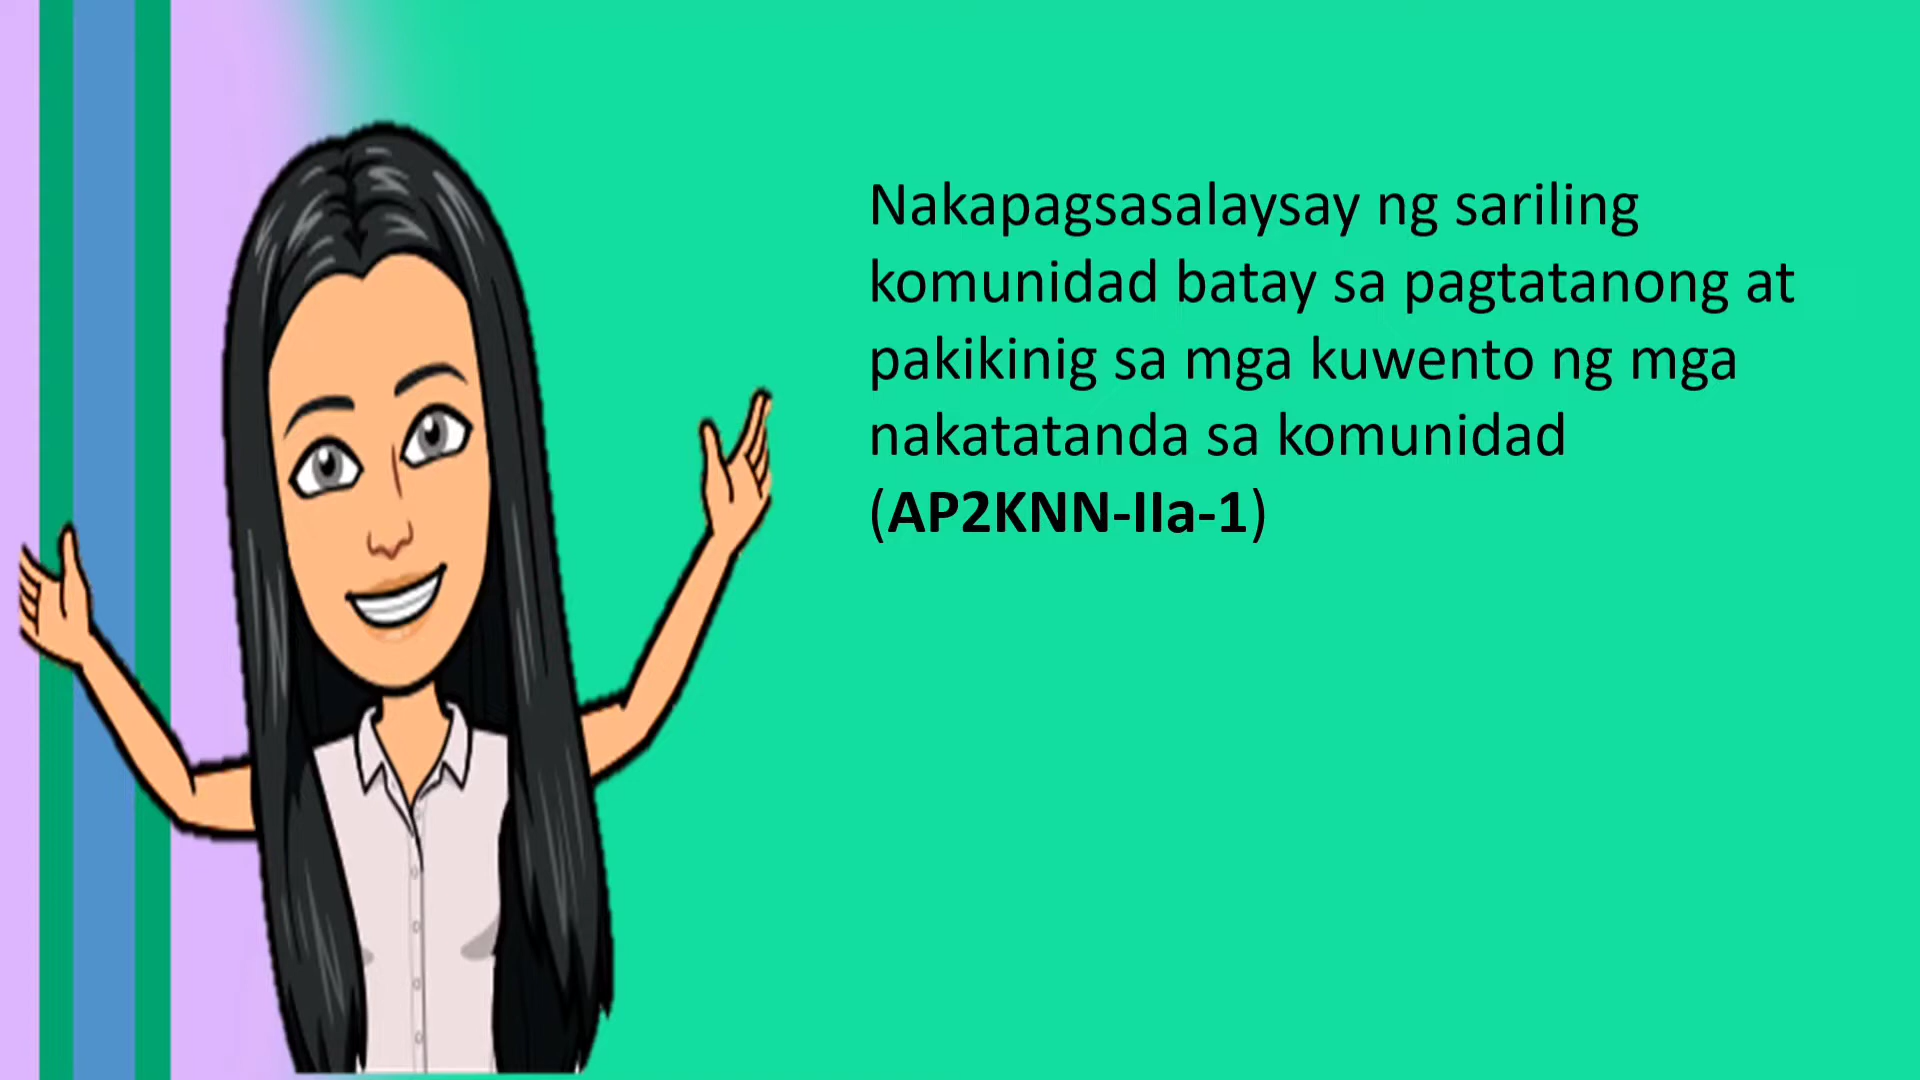 Nakapagsasalaysay ng sariling
komunidad batay sa pagtatanong at
pakikinig sa mga kuwento ng mga
nakatatanda sa komunidad
(AP2KNN-IIa-1)